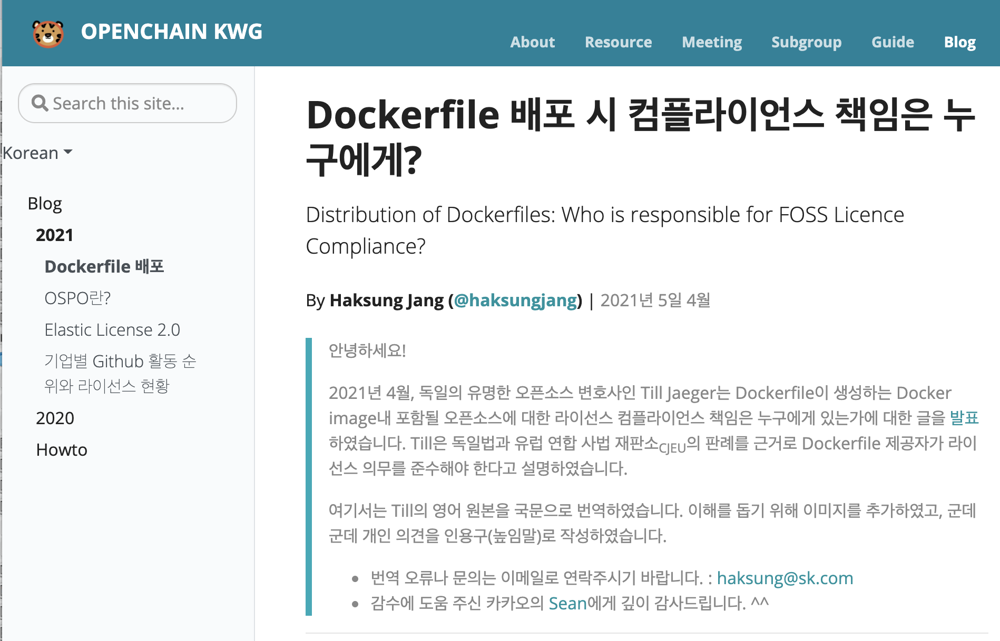 OPENCHAIN KWG
About Resource Meeting Subgroup Guide Blog
Search this site...
Korean
Blog
2021
Dockerfile 배포
OSPO란?
Elastic License 2.0
기업별 Github 활동 순
위와 라이선스 현황
2020
Howto
Dockerfile 배포 시 컴플라이언스 책임은 누
구에게?
Distribution of Dockerfiles: Who is responsible for FOSS Licence
Compliance?
By Haksung Jang (@haksungjang) | 2021년 5일 4월
안녕하세요!
2021년 4월, 독일의 유명한 오픈소스 변호사인 Till Jaeger는 Dockerfile이 생성하는 Docker
image내 포함될 오픈소스에 대한 라이선스 컴플라이언스 책임은 누구에게 있는가에 대한 글을 발표
하였습니다. Till은 독일법과 유럽 연합 사법 재판소CJEU의 판례를 근거로 Dockerfile 제공자가 라이
선스 의무를 준수해야 한다고 설명하였습니다.
여기서는 Till의 영어 원본을 국문으로 번역하였습니다. 이해를 돕기 위해 이미지를 추가하였고, 군데
군데 개인 의견을 인용구(높임말)로 작성하였습니다.
• 번역 오류나 문의는 이메일로 연락주시기 바랍니다. : haksung@sk.com
• 감수에 도움 주신 카카오의 Sean에게 깊이 감사드립니다. ^^